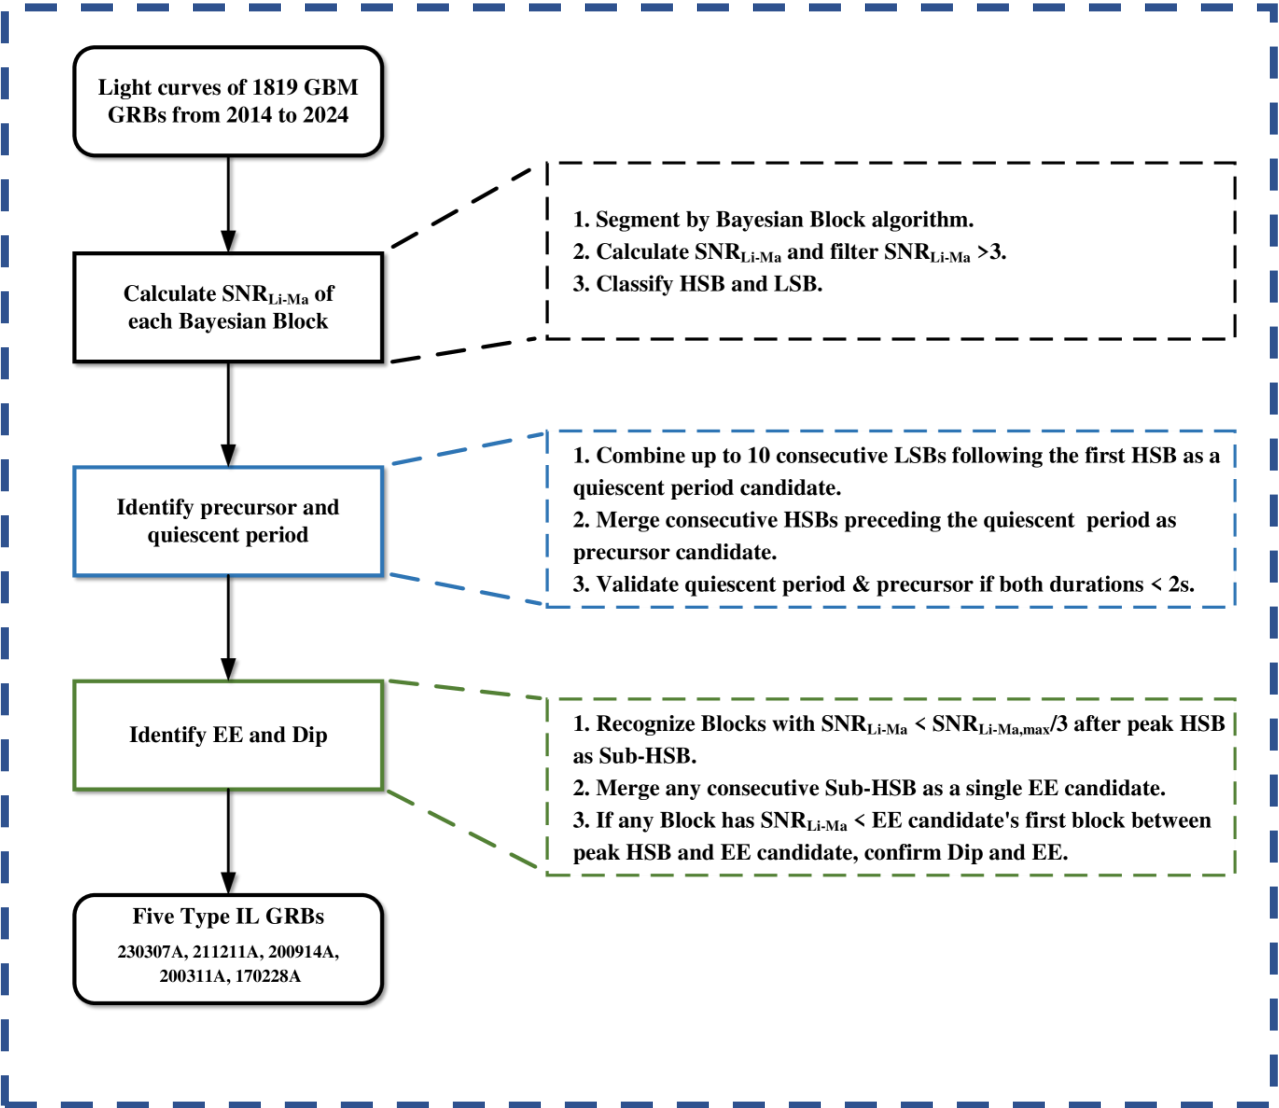 Light curves of 1819 GBM
GRBs from 2014 to 2024
Calculate SNR_Li-Ma of
each Bayesian Block
1. Segment by Bayesian Block algorithm.
2. Calculate SNR_Li-Ma and filter SNR_Li-Ma >3.
3. Classify HSB and LSB.
Identify precursor and
quiescent period
1. Combine up to 10 consecutive LSBs following the first HSB as a
quiescent period candidate.
2. Merge consecutive HSBs preceding the quiescent period as
precursor candidate.
3. Validate quiescent period & precursor if both durations < 2s.
Identify EE and Dip
1. Recognize Blocks with SNR_Li-Ma < SNR_Li-Ma,max/3 after peak HSB
as Sub-HSB.
2. Merge any consecutive Sub-HSB as a single EE candidate.
3. If any Block has SNR_Li-Ma < EE candidate's first block between
peak HSB and EE candidate, confirm Dip and EE.
Five Type IL GRBs
230307A, 211211A, 200914A,
200311A, 170228A